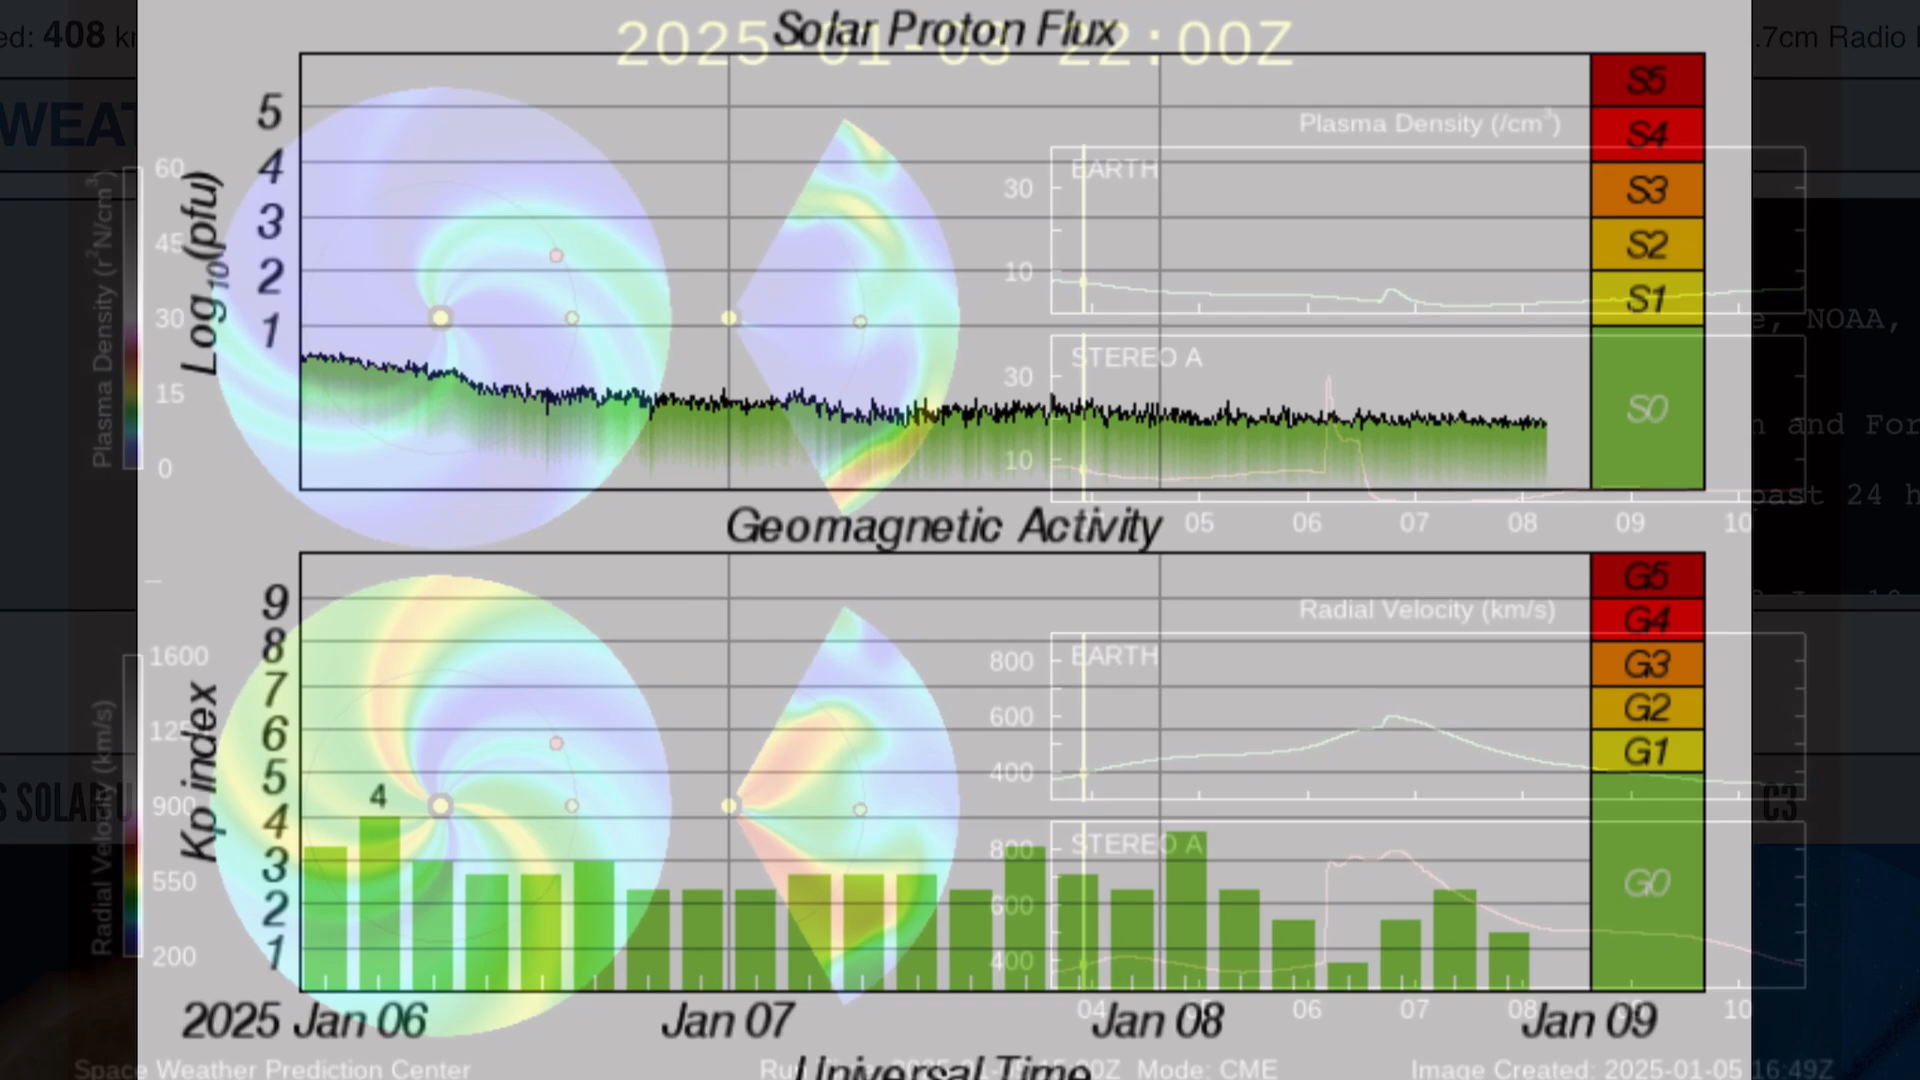 Solar Proton Flux
2025-01-03 22:00Z
ed: 408 k
.7cm Radio
WEAT
S5
S4
S3
S2
S1
S0
5
4
3
2
1
Log10(pfu)
Plasma Density (r²N/cm³)
60
45
30
15
0
Plasma Density (/cm³)
EARTH
30
10
STEREO A
30
10
05 06 07 08 09 10
e, NOAA,
and For
past 24 h
Geomagnetic Activity
G5
G4
G3
G2
G1
G0
9
8
7
6
5
4
3
2
1
Kp index
4
Radial Velocity (km/s)
1600
900
550
200
Radial Velocity (km/s)
EARTH
800
600
400
STEREO A
800
600
400
04 05 06 07 08 10
S SOLAR
C3
2025 Jan 06 Jan 07 Jan 08 Jan 09
Universal Time
Space Weather Prediction Center
Mode: CME
Image Created: 2025-01-05 16:49Z